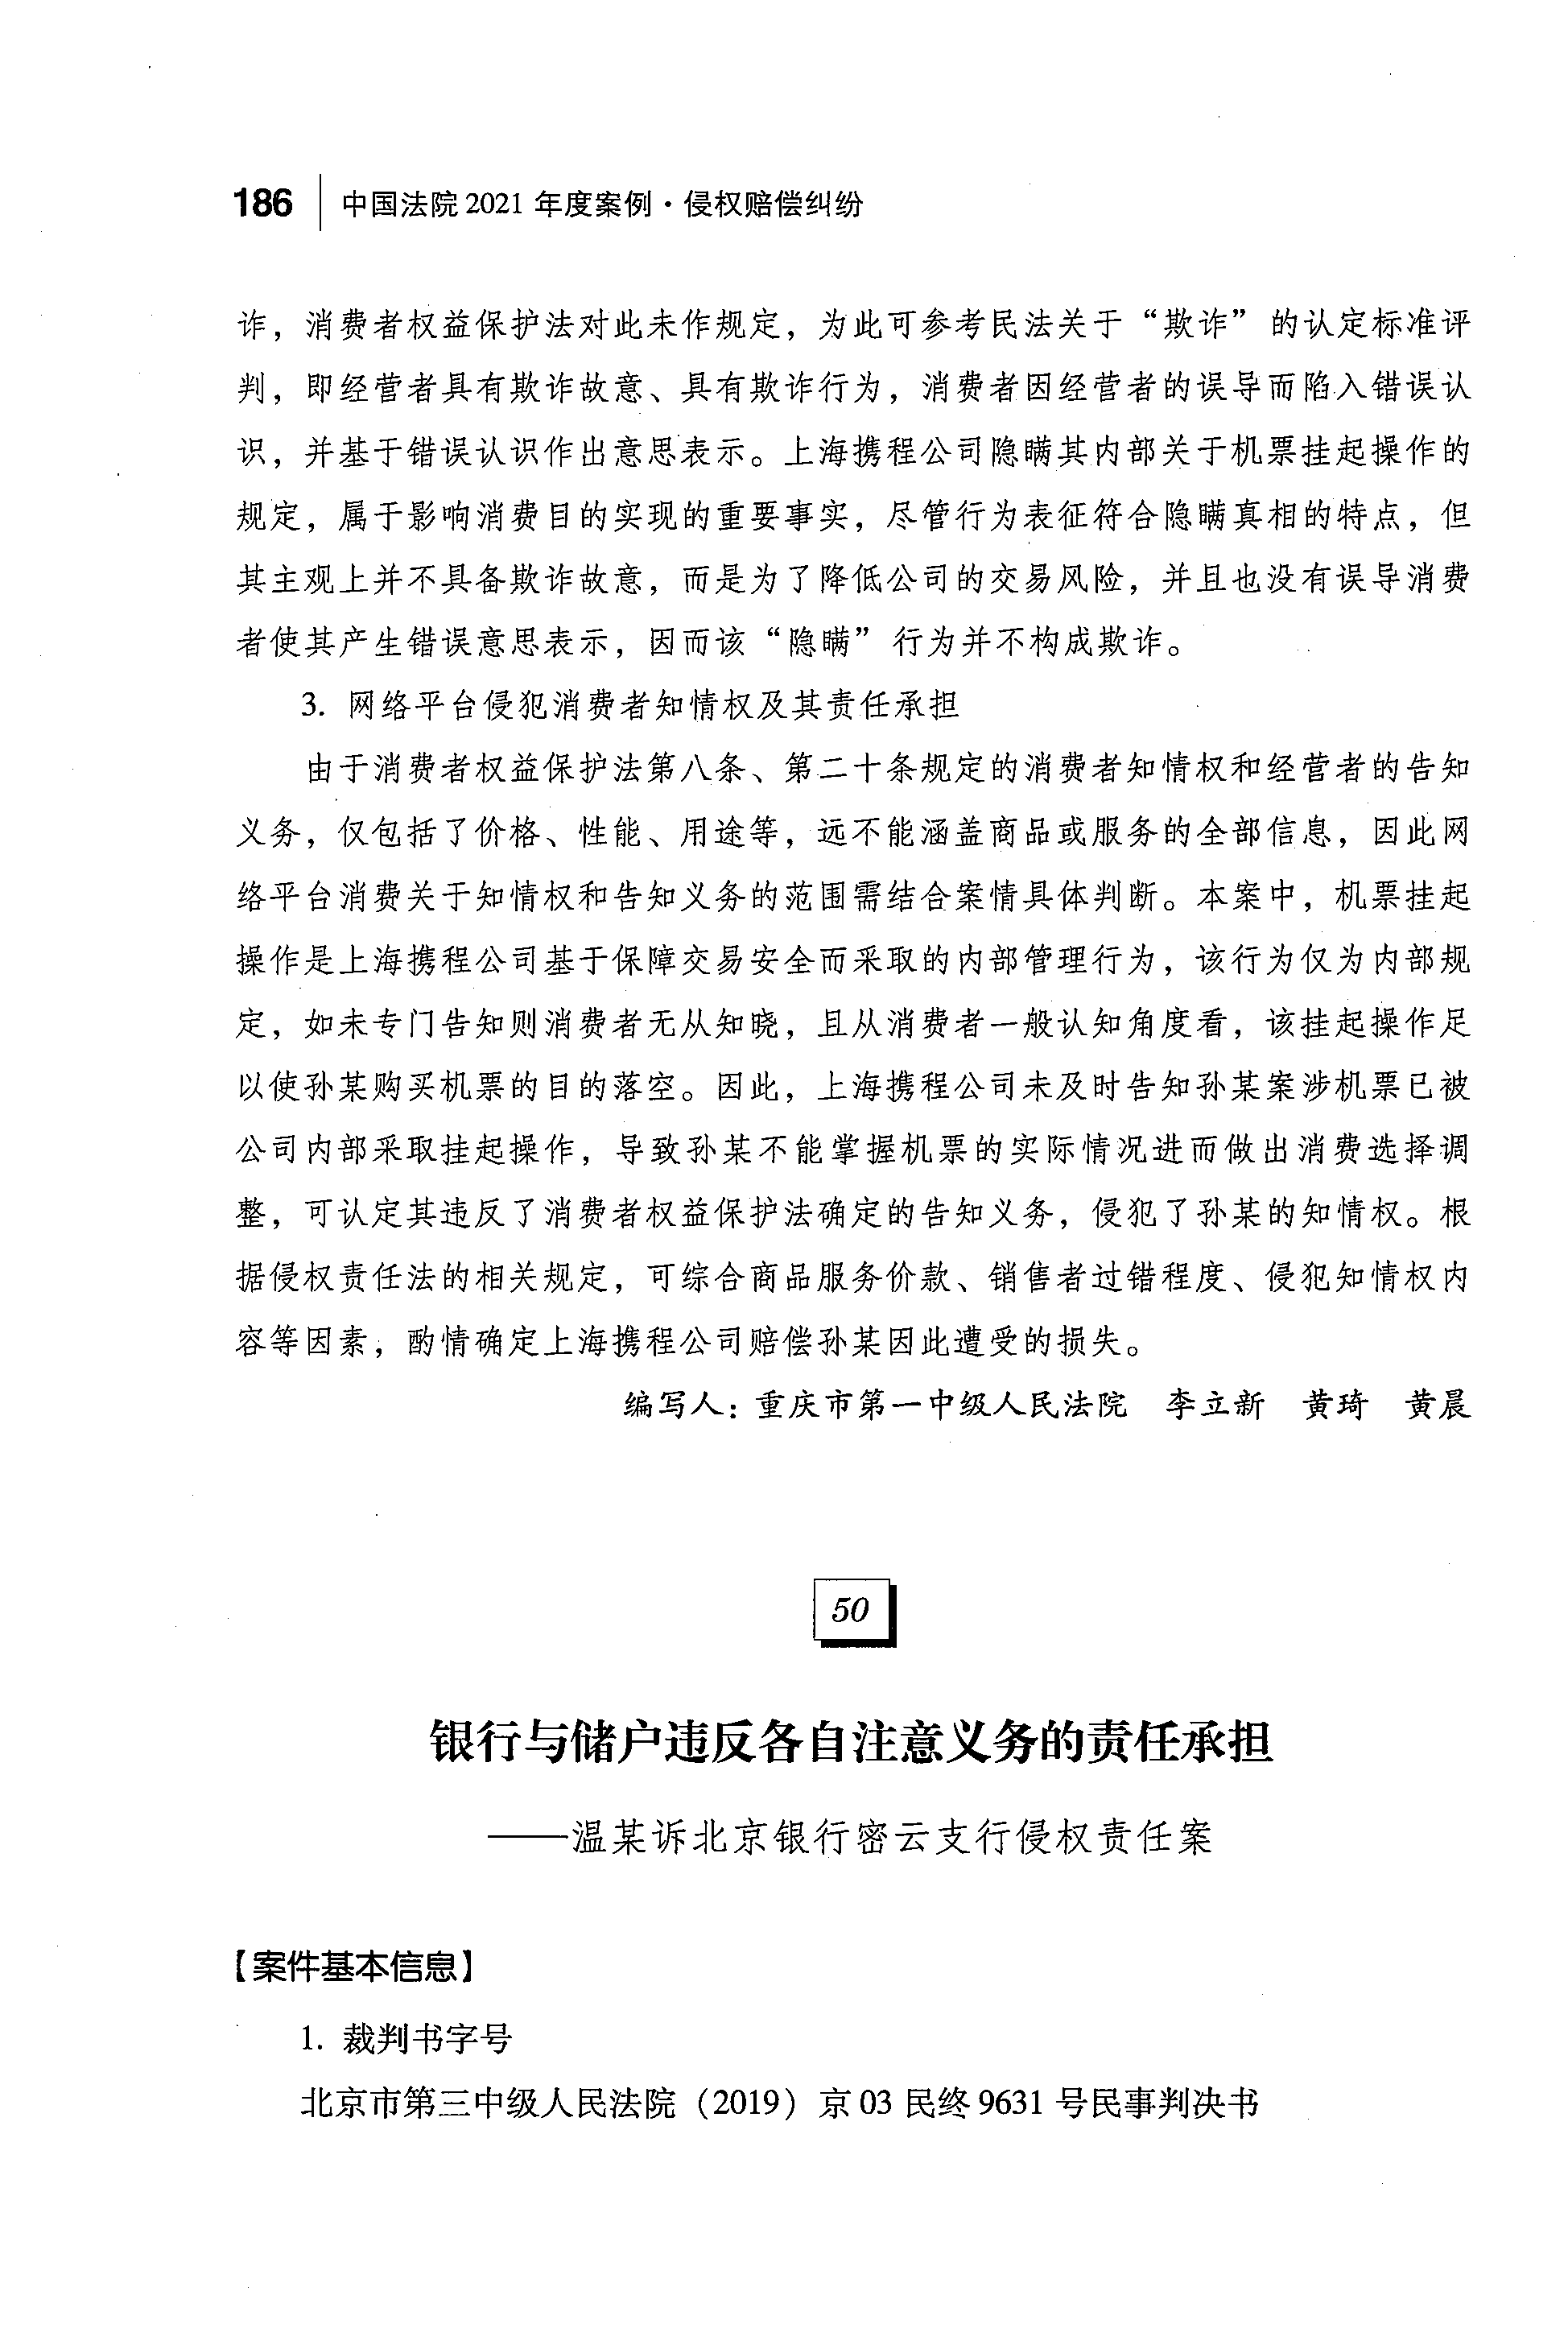 186 中国法院2021年度案例·侵权赔偿纠纷
诈，消费者权益保护法对此未作规定，为此可参考民法关于“欺诈”的认定标准评
判，即经营者具有欺诈故意、具有欺诈行为，消费者因经营者的误导而陷入错误认
识，并基于错误认识作出意思表示。上海携程公司隐瞒其内部关于机票挂起操作的
规定，属于影响消费目的实现的重要事实，尽管行为表征符合隐瞒真相的特点，但
其主观上并不具备欺诈故意，而是为了降低公司的交易风险，并且也没有误导消费
者使其产生错误意思表示，因而该“隐瞒”行为并不构成欺诈。
3. 网络平台侵犯消费者知情权及其责任承担
由于消费者权益保护法第八条、第二十条规定的消费者知情权和经营者的告知
义务，仅包括了价格、性能、用途等，远不能涵盖商品或服务的全部信息，因此网
络平台消费关于知情权和告知义务的范围需结合案情具体判断。本案中，机票挂起
操作是上海携程公司基于保障交易安全而采取的内部管理行为，该行为仅为内部规
定，如未专门告知则消费者无从知晓，且从消费者一般认知角度看，该挂起操作足
以使孙某购买机票的目的落空。因此，上海携程公司未及时告知孙某案涉机票已被
公司内部采取挂起操作，导致孙某不能掌握机票的实际情况进而做出消费选择调
整，可认定其违反了消费者权益保护法确定的告知义务，侵犯了孙某的知情权。根
据侵权责任法的相关规定，可综合商品服务价款、销售者过错程度、侵犯知情权内
容等因素，酌情确定上海携程公司赔偿孙某因此遭受的损失。
编写人：重庆市第一中级人民法院 李立新 黄琦 黄晨
50
银行与储户违反各自注意义务的责任承担
——温某诉北京银行密云支行侵权责任案
【案件基本信息】
1. 裁判书字号
北京市第三中级人民法院（2019）京03民终9631号民事判决书